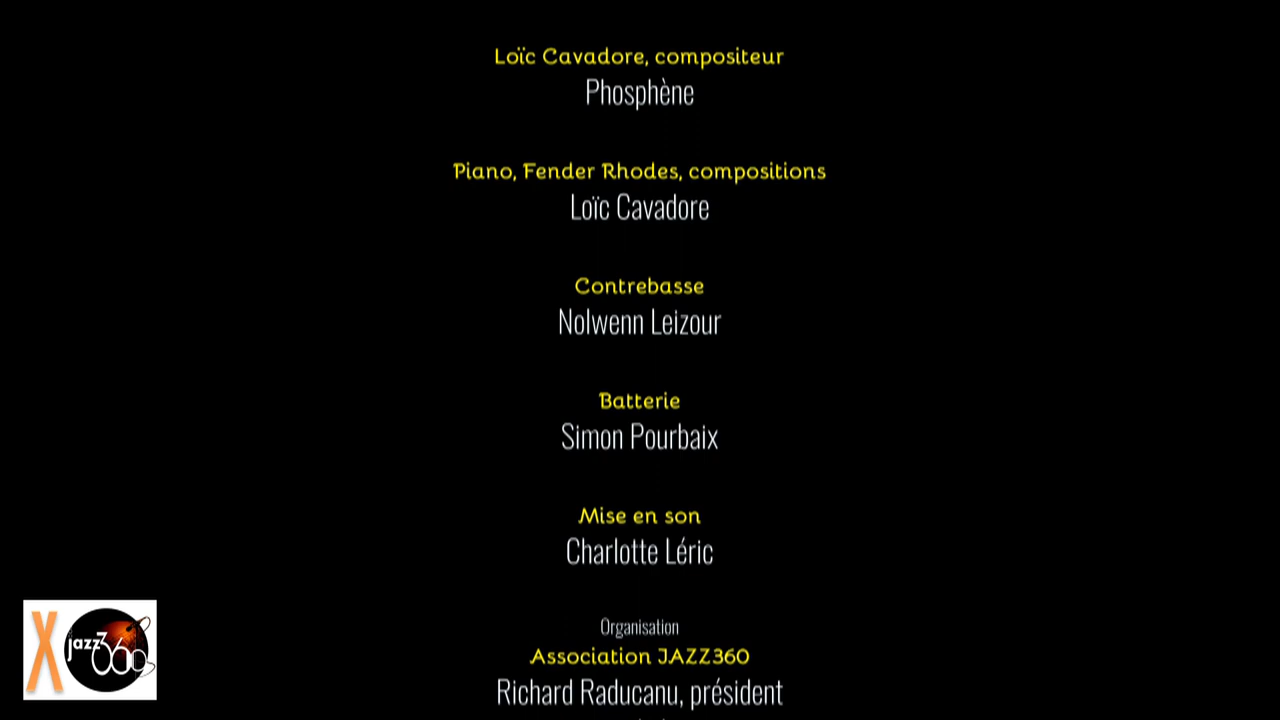 Loïc Cavadore, compositeur
Phosphène
Piano, Fender Rhodes, compositions
Loïc Cavadore
Contrebasse
Nolwenn Leizour
Batterie
Simon Pourbaix
Mise en son
Charlotte Léric
Organisation
Association JAZZ360
Richard Raducanu, président
X jazz360